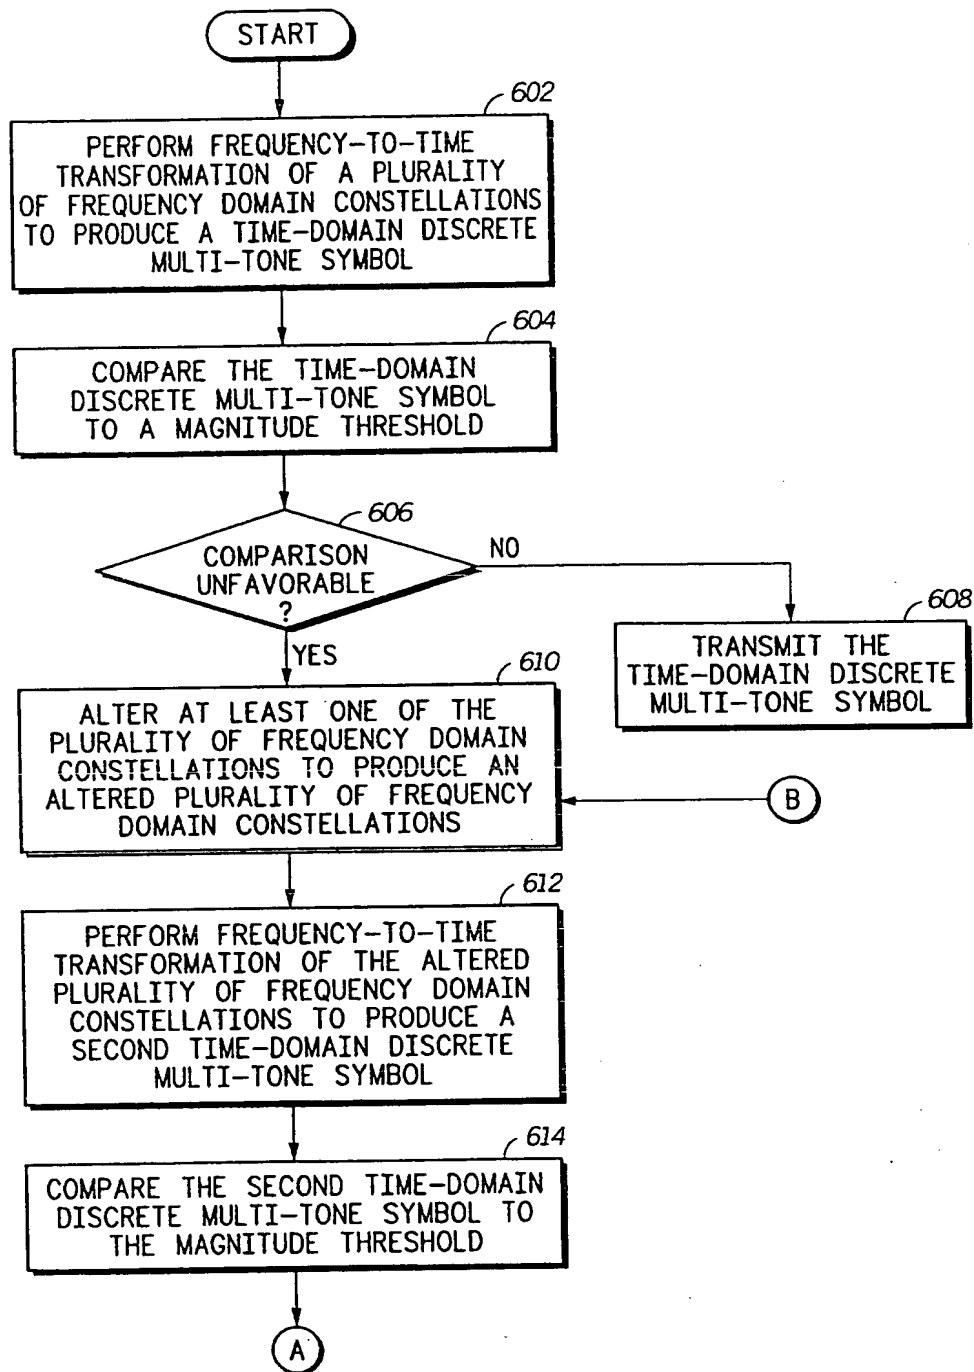 START
602
PERFORM FREQUENCY-TO-TIME
TRANSFORMATION OF A PLURALITY
OF FREQUENCY DOMAIN CONSTELLATIONS
TO PRODUCE A TIME-DOMAIN DISCRETE
MULTI-TONE SYMBOL
604
COMPARE THE TIME-DOMAIN
DISCRETE MULTI-TONE SYMBOL
TO A MAGNITUDE THRESHOLD
606
COMPARISON
UNFAVORABLE
?
NO
YES
608
TRANSMIT THE
TIME-DOMAIN DISCRETE
MULTI-TONE SYMBOL
610
ALTER AT LEAST ONE OF THE
PLURALITY OF FREQUENCY DOMAIN
CONSTELLATIONS TO PRODUCE AN
ALTERED PLURALITY OF FREQUENCY
DOMAIN CONSTELLATIONS
B
612
PERFORM FREQUENCY-TO-TIME
TRANSFORMATION OF THE ALTERED
PLURALITY OF FREQUENCY DOMAIN
CONSTELLATIONS TO PRODUCE A
SECOND TIME-DOMAIN DISCRETE
MULTI-TONE SYMBOL
614
COMPARE THE SECOND TIME-DOMAIN
DISCRETE MULTI-TONE SYMBOL TO
THE MAGNITUDE THRESHOLD
A